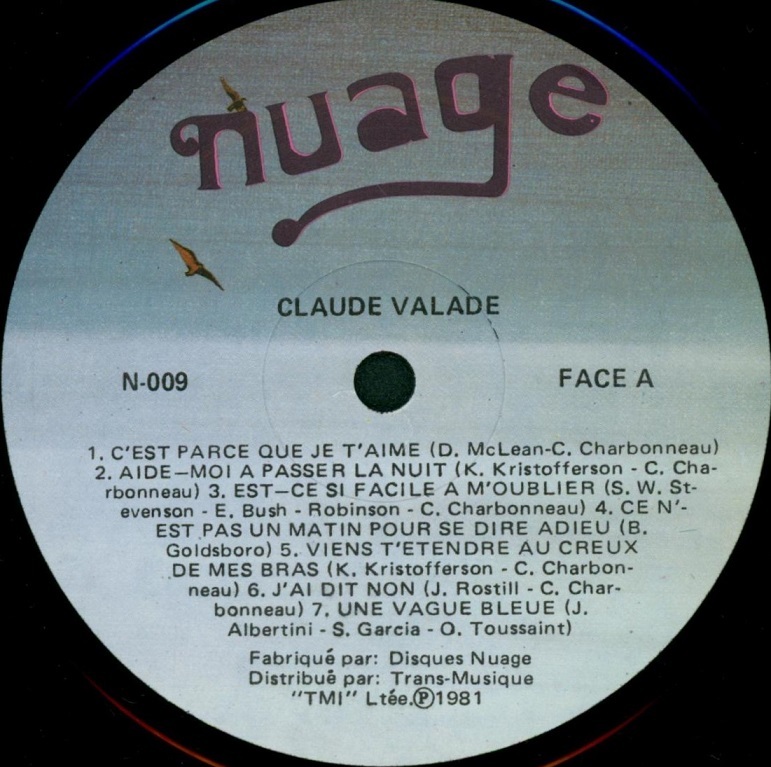 nuage
CLAUDE VALADE
N-009
FACE A
1. C'EST PARCE QUE JE T'AIME (D. McLean-C. Charbonneau)
2. AIDE—MOI A PASSER LA NUIT (K. Kristofferson - C. Cha-
rbonneau) 3. EST—CE SI FACILE A M'OUBLIER (S. W. St-
evenson - E. Bush - Robinson - C. Charbonneau) 4. CE N'-
EST PAS UN MATIN POUR SE DIRE ADIEU (B.
Goldsboro) 5. VIENS T'ETENDRE AU CREUX
DE MES BRAS (K. Kristofferson - C. Charbon-
neau) 6. J'AI DIT NON (J. Rostill - C. Char-
bonneau) 7. UNE VAGUE BLEUE (J.
Albertini - S. Garcia - O. Toussaint)
Fabriqué par: Disques Nuage
Distribué par: Trans-Musique
"TMI" Ltée.Ⓟ1981